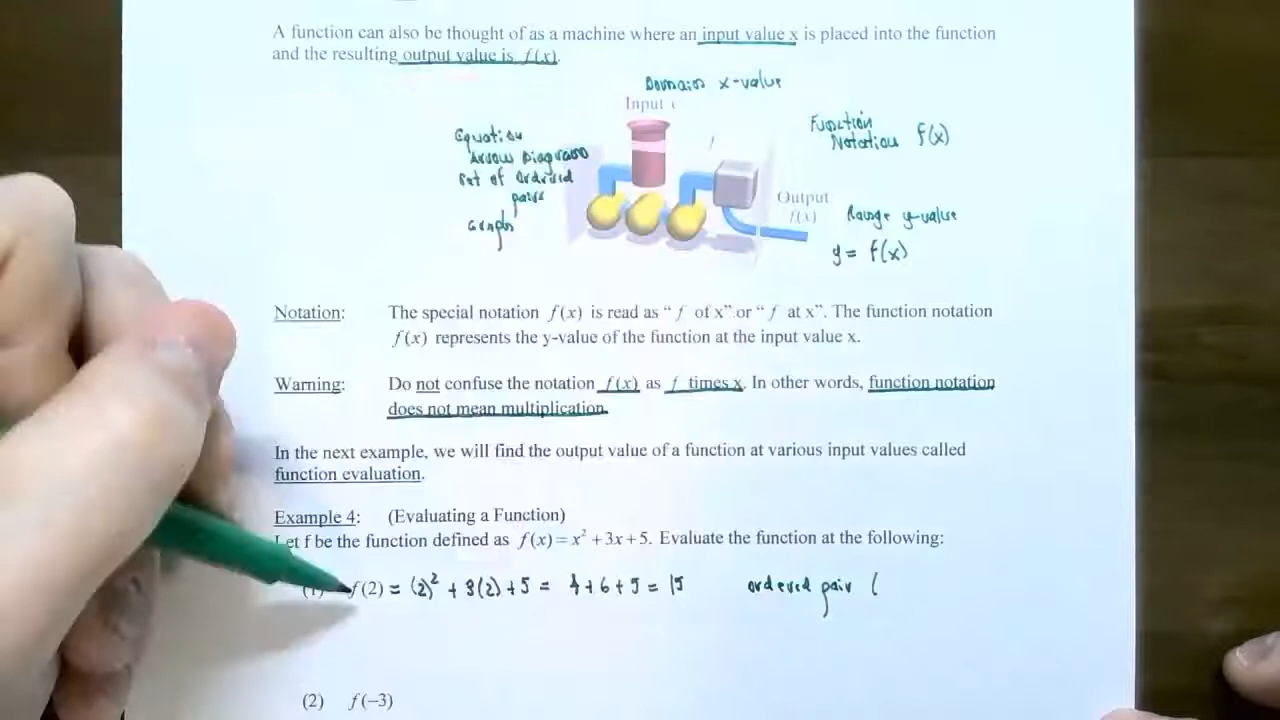 A function can also be thought of as a machine where an input value x is placed into the function
and the resulting output value is f(x).
Domain x-value
Input
Equation
Arrow Diagrams
Set of Ordered
pairs
Graph
Function
Notation f(x)
Output
f(x)
Range y-value
y = f(x)
Notation: The special notation f(x) is read as “ f of x” or “ f at x”. The function notation
f(x) represents the y-value of the function at the input value x.
Warning: Do not confuse the notation f(x) as f times x. In other words, function notation
does not mean multiplication.
In the next example, we will find the output value of a function at various input values called
function evaluation.
Example 4: (Evaluating a Function)
Let f be the function defined as f(x)=x²+3x+5. Evaluate the function at the following:
(1) f(2) = (2)² + 3(2) + 5 = 4 + 6 + 5 = 15 ordered pair (
(2) f(−3)